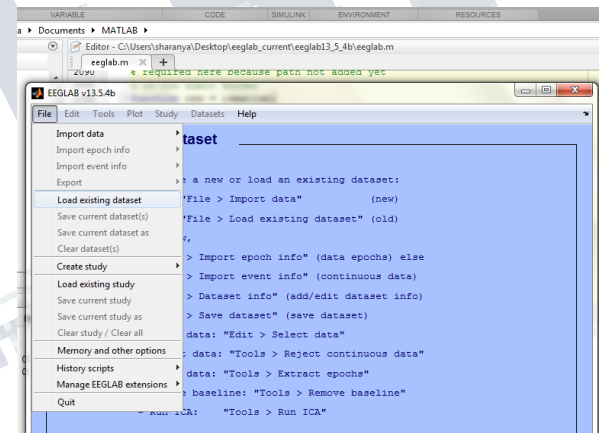 VARIABLE CODE SIMULINK ENVIRONMENT RESOURCES
a ▸ Documents ▸ MATLAB ▸
Editor - C:\Users\sharanya\Desktop\eeglab_current\eeglab13_5_4b\eeglab.m
eeglab.m × +
2090 % required here because path not added yet
EEGLAB v13.5.4b
File Edit Tools Plot Study Datasets Help
Import data
Import epoch info
Import event info
Export
Load existing dataset
Save current dataset(s)
Save current dataset as
Clear dataset(s)
Create study
Load existing study
Save current study
Save current study as
Clear study / Clear all
Memory and other options
History scripts
Manage EEGLAB extensions
Quit
taset
e a new or load an existing dataset:
"File > Import data" (new)
"File > Load existing dataset" (old)
> Import epoch info" (data epochs) else
> Import event info" (continuous data)
> Dataset info" (add/edit dataset info)
> Save dataset" (save dataset)
data: "Edit > Select data"
data: "Tools > Reject continuous data"
data: "Tools > Extract epochs"
baseline: "Tools > Remove baseline"
- Run ICA: "Tools > Run ICA"